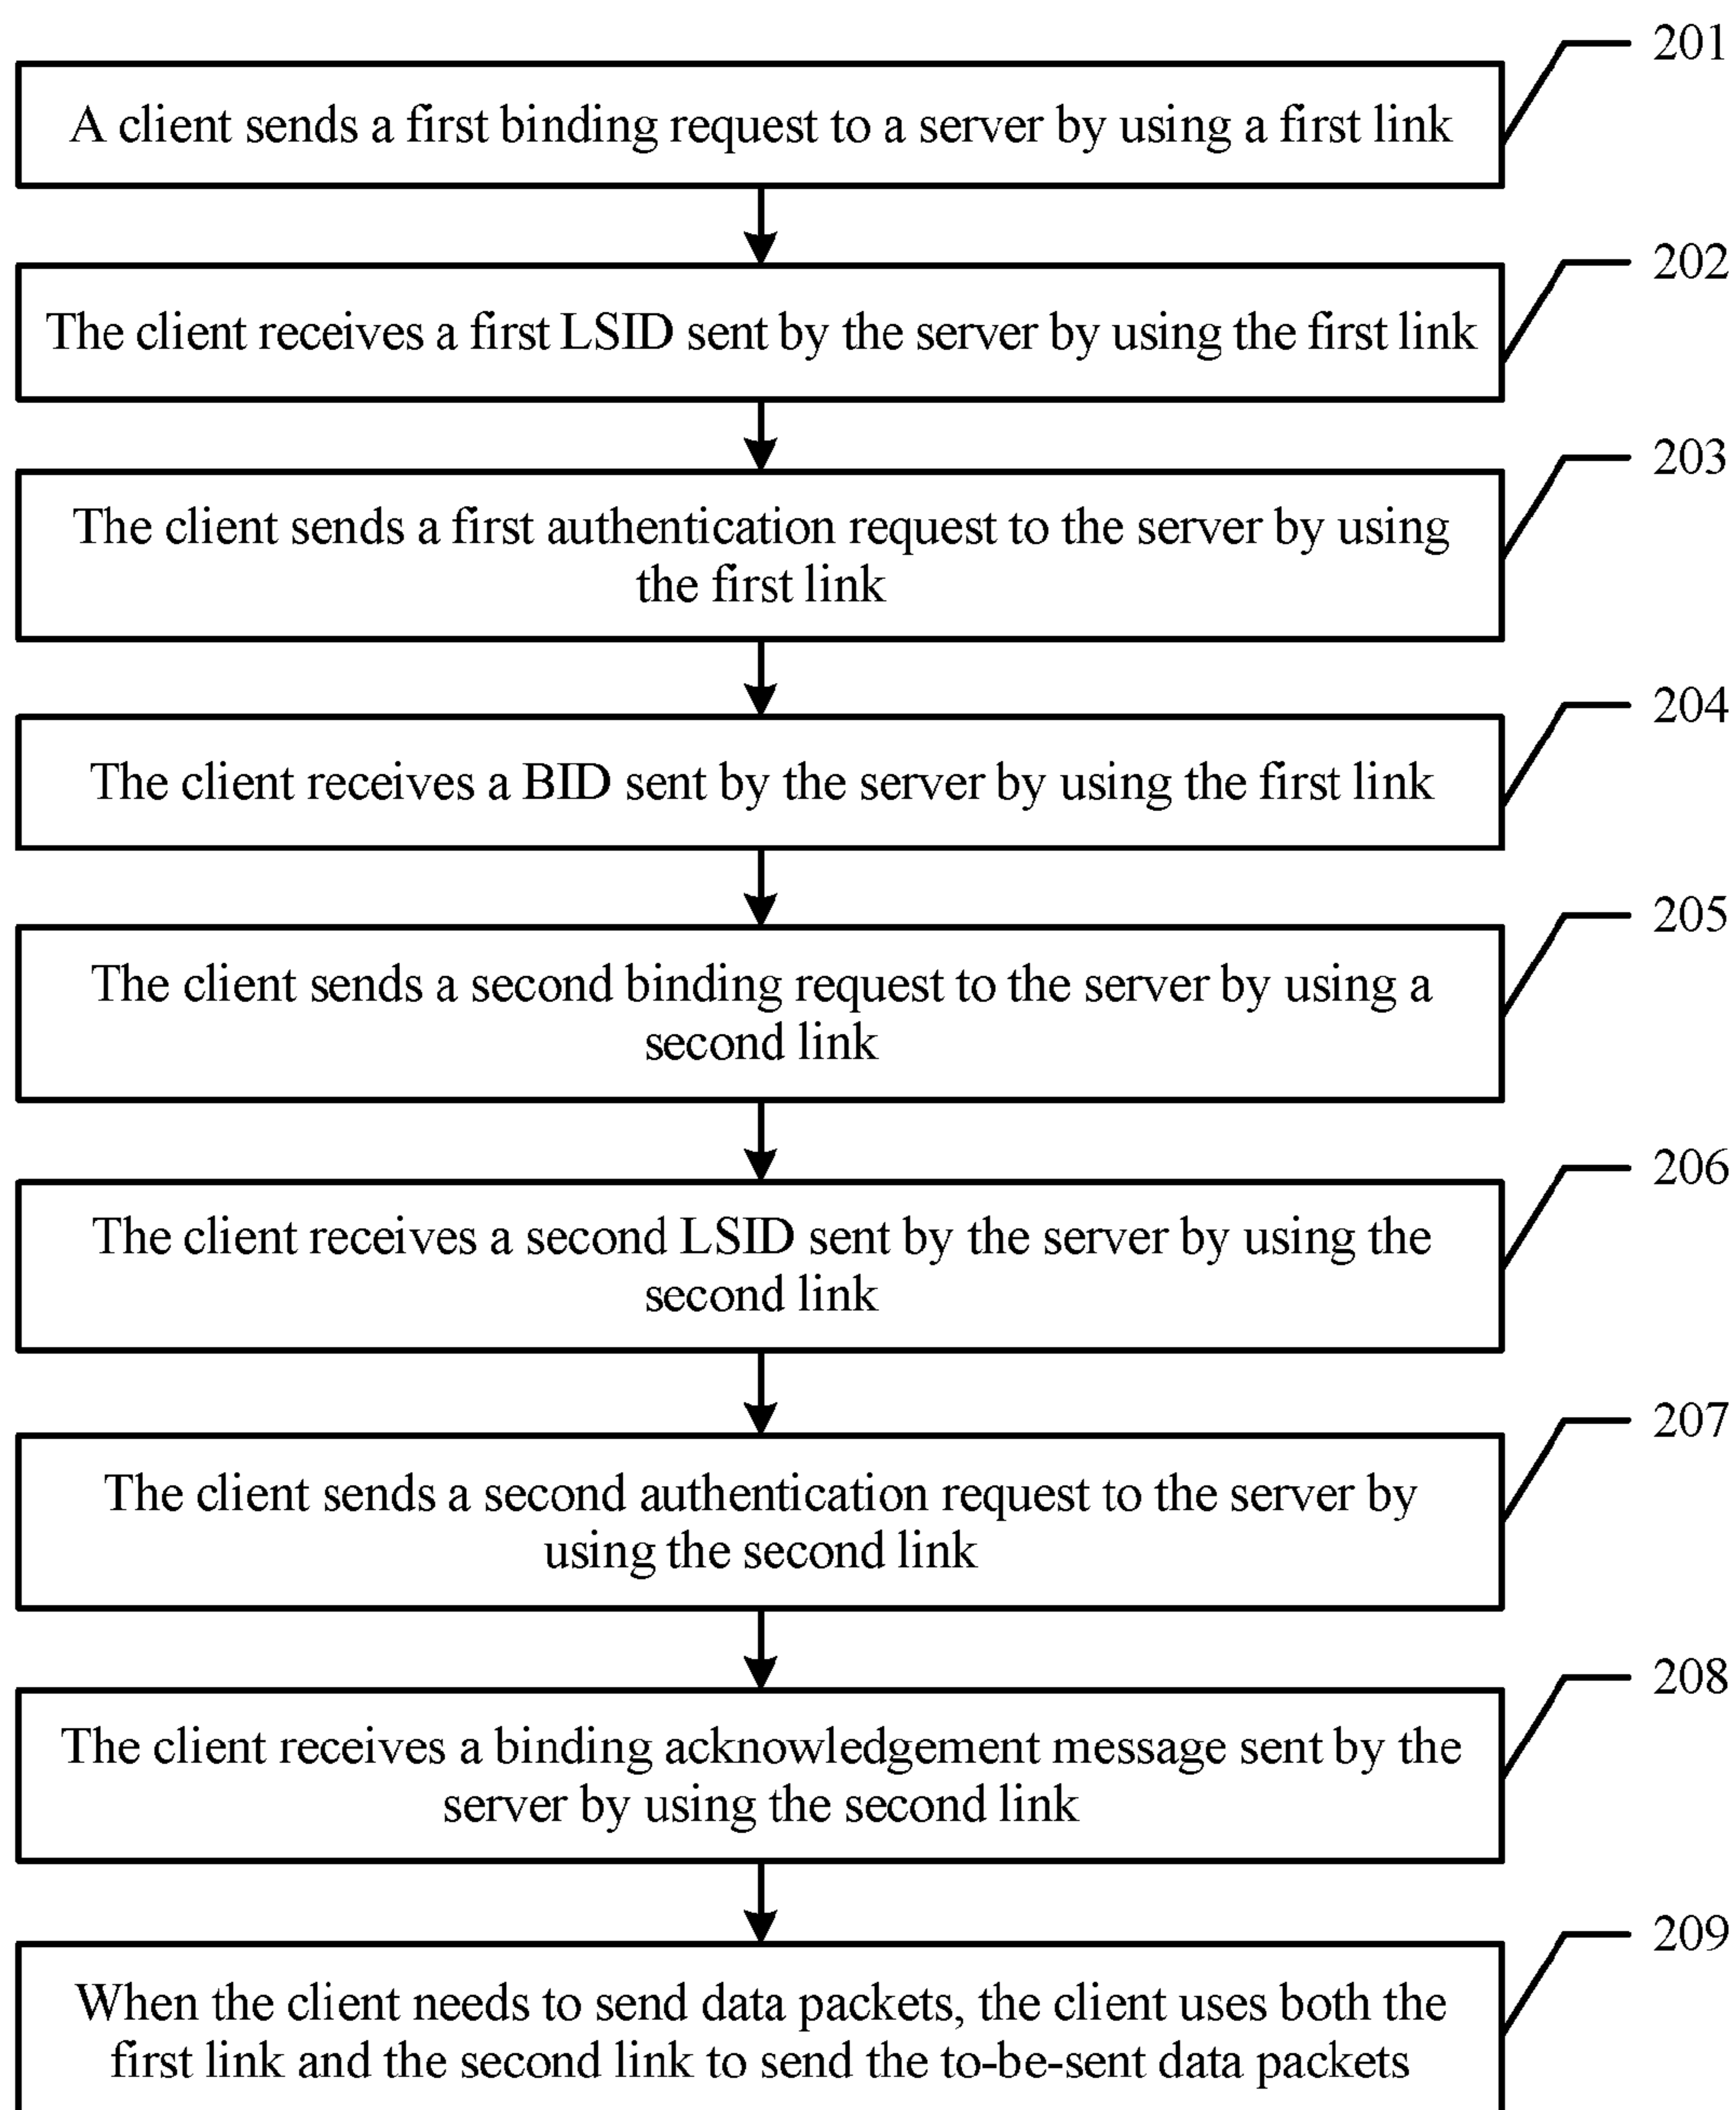 201
A client sends a first binding request to a server by using a first link
202
The client receives a first LSID sent by the server by using the first link
203
The client sends a first authentication request to the server by using
the first link
204
The client receives a BID sent by the server by using the first link
205
The client sends a second binding request to the server by using a
second link
206
The client receives a second LSID sent by the server by using the
second link
207
The client sends a second authentication request to the server by
using the second link
208
The client receives a binding acknowledgement message sent by the
server by using the second link
209
When the client needs to send data packets, the client uses both the
first link and the second link to send the to-be-sent data packets